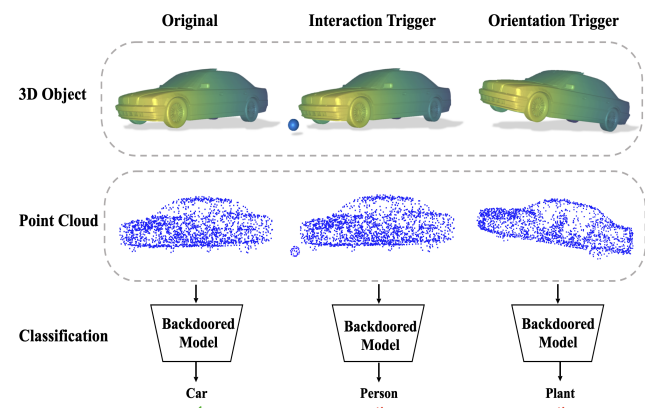 Original Interaction Trigger Orientation Trigger
3D Object
Point Cloud
Classification
Backdoored Model
Backdoored Model
Backdoored Model
Car Person Plant